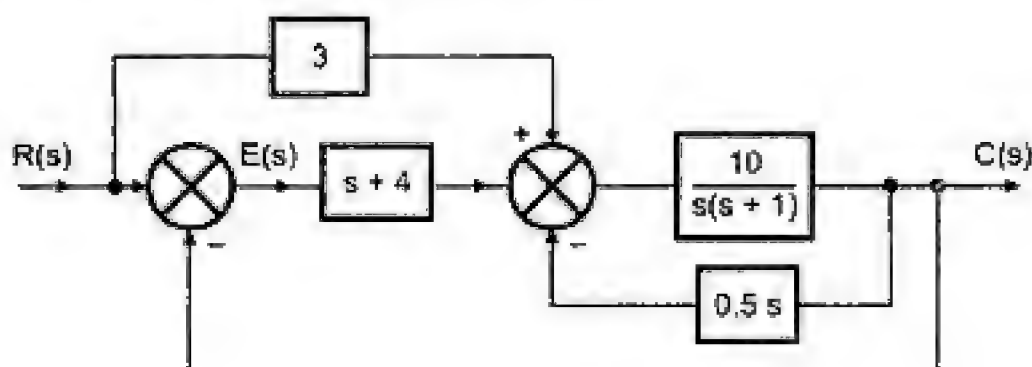 3
R(s)
E(s)
s + 4
+
10
s(s + 1)
C(s)
−
−
0.5 s